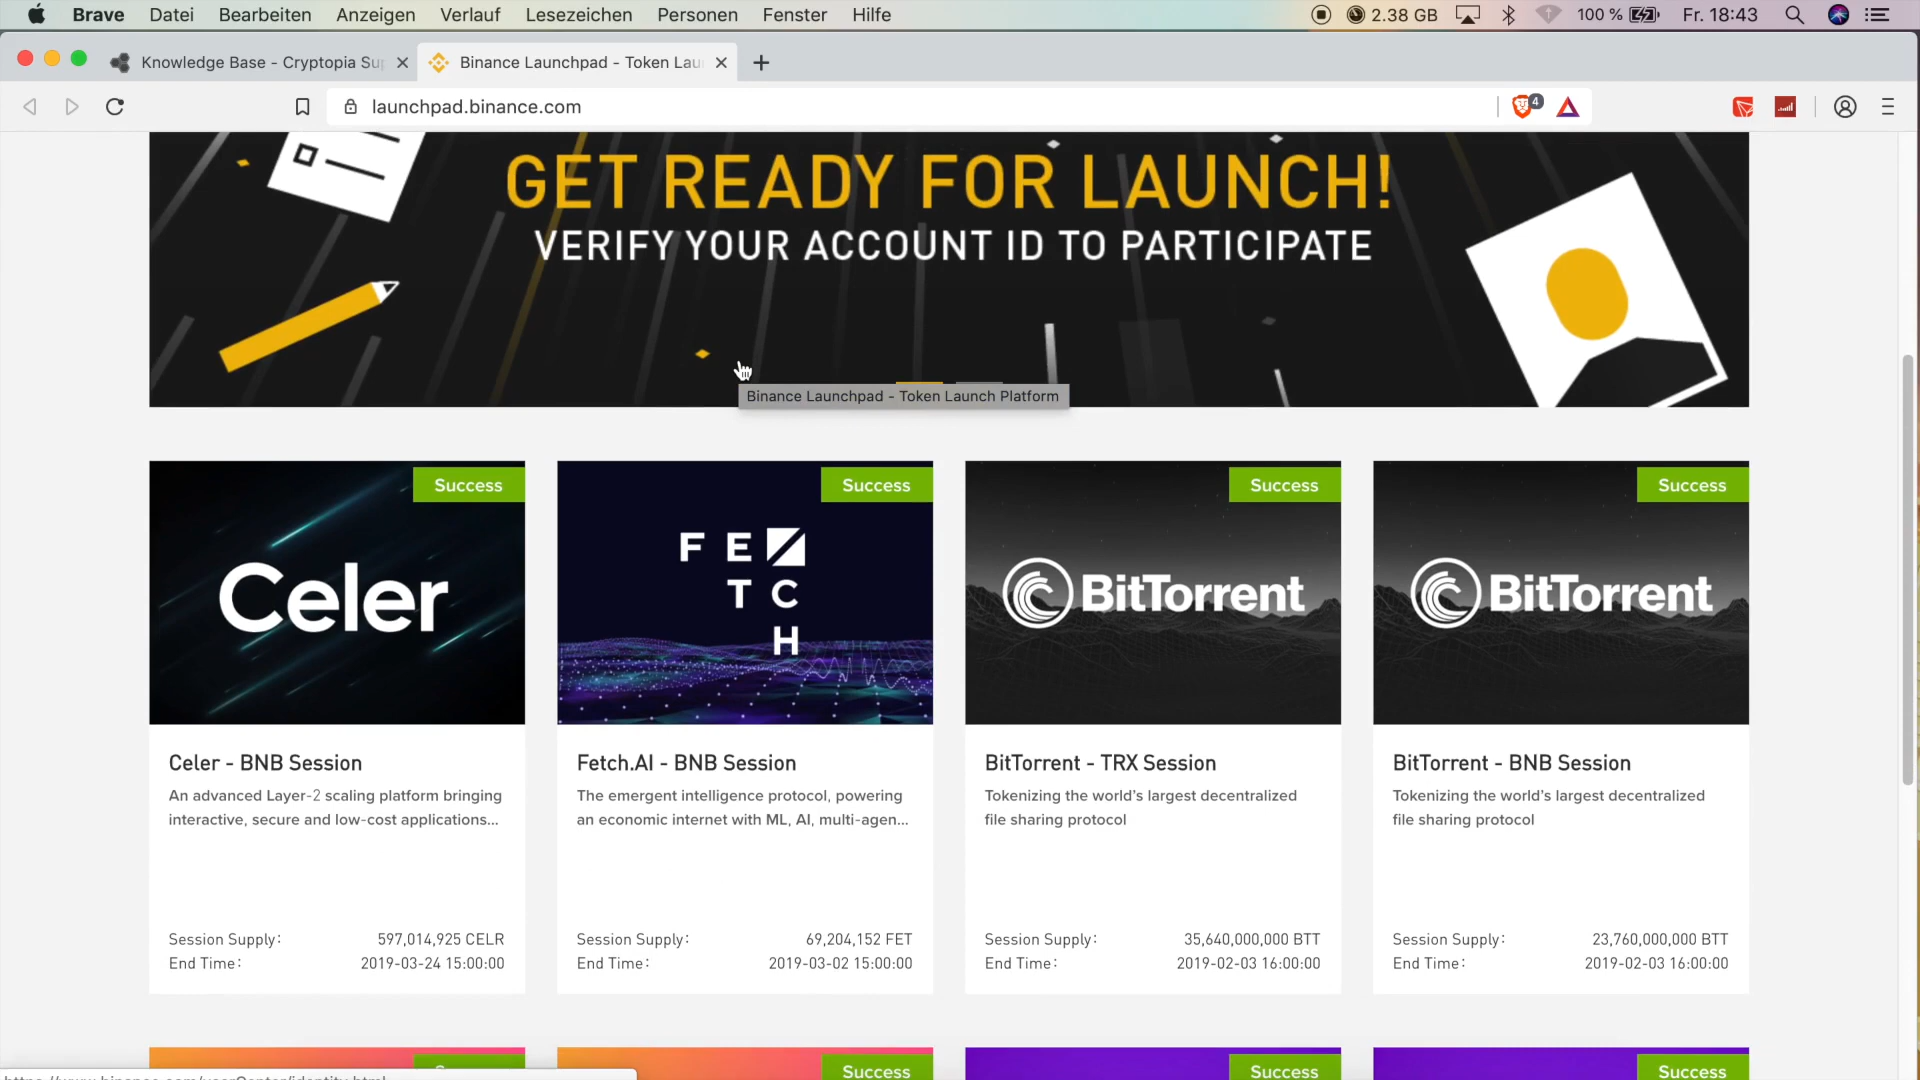 Brave Datei Bearbeiten Anzeigen Verlauf Lesezeichen Personen Fenster Hilfe 2.38 GB 100 % Fr. 18:43
Knowledge Base - Cryptopia Su Binance Launchpad - Token Lau
launchpad.binance.com 4
GET READY FOR LAUNCH!
VERIFY YOUR ACCOUNT ID TO PARTICIPATE
Binance Launchpad - Token Launch Platform
Success Success Success Success
Celer FETCH BitTorrent BitTorrent
Celer - BNB Session
An advanced Layer-2 scaling platform bringing
interactive, secure and low-cost applications...
Session Supply: 597,014,925 CELR
End Time: 2019-03-24 15:00:00
Fetch.AI - BNB Session
The emergent intelligence protocol, powering
an economic internet with ML, AI, multi-agen...
Session Supply: 69,204,152 FET
End Time: 2019-03-02 15:00:00
BitTorrent - TRX Session
Tokenizing the world's largest decentralized
file sharing protocol
Session Supply: 35,640,000,000 BTT
End Time: 2019-02-03 16:00:00
BitTorrent - BNB Session
Tokenizing the world's largest decentralized
file sharing protocol
Session Supply: 23,760,000,000 BTT
End Time: 2019-02-03 16:00:00
Success Success Success